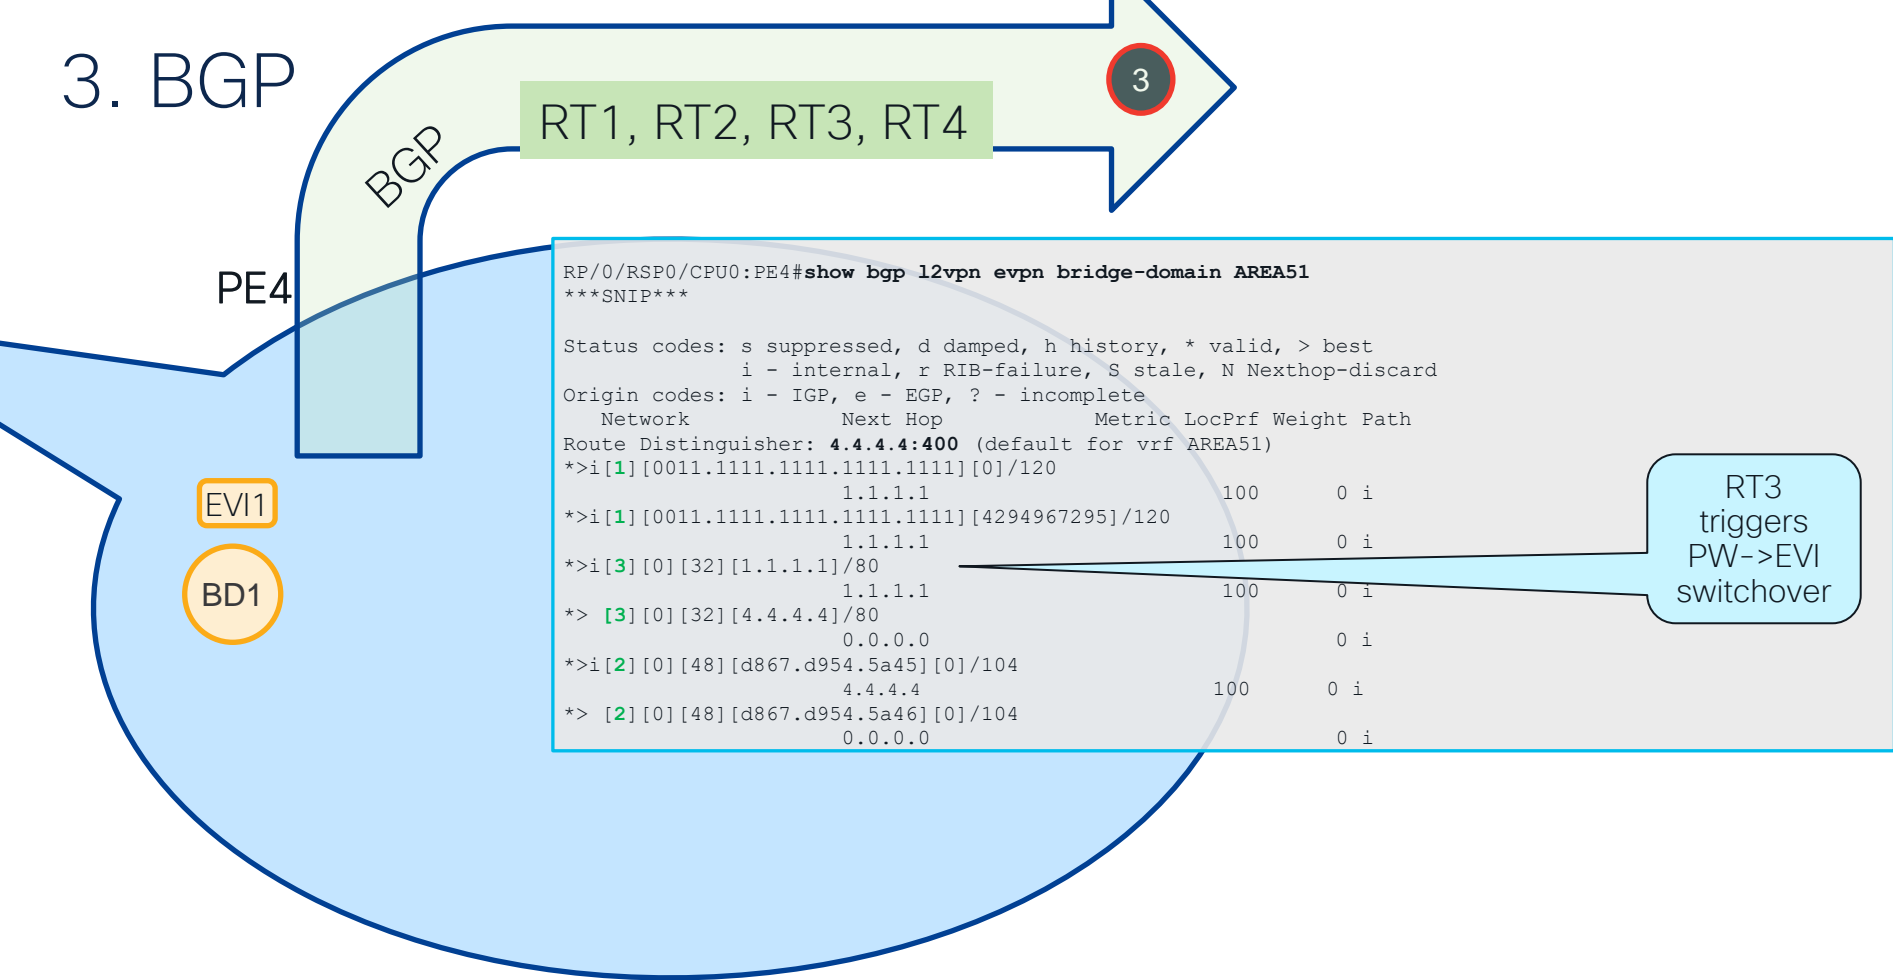 3. BGP
BGP
RT1, RT2, RT3, RT4
3
PE4
EVI1
BD1
RP/0/RSP0/CPU0:PE4#show bgp l2vpn evpn bridge-domain AREA51
***SNIP***
Status codes: s suppressed, d damped, h history, * valid, > best
i - internal, r RIB-failure, S stale, N Nexthop-discard
Origin codes: i - IGP, e - EGP, ? - incomplete
Network Next Hop Metric LocPrf Weight Path
Route Distinguisher: 4.4.4.4:400 (default for vrf AREA51)
*>i[1][0011.1111.1111.1111.1111][0]/120
1.1.1.1 100 0 i
*>i[1][0011.1111.1111.1111.1111][4294967295]/120
1.1.1.1 100 0 i
*>i[3][0][32][1.1.1.1]/80
1.1.1.1 100 0 i
*> [3][0][32][4.4.4.4]/80
0.0.0.0 0 i
*>i[2][0][48][d867.d954.5a45][0]/104
4.4.4.4 100 0 i
*> [2][0][48][d867.d954.5a46][0]/104
0.0.0.0 0 i
RT3
triggers
PW->EVI
switchover